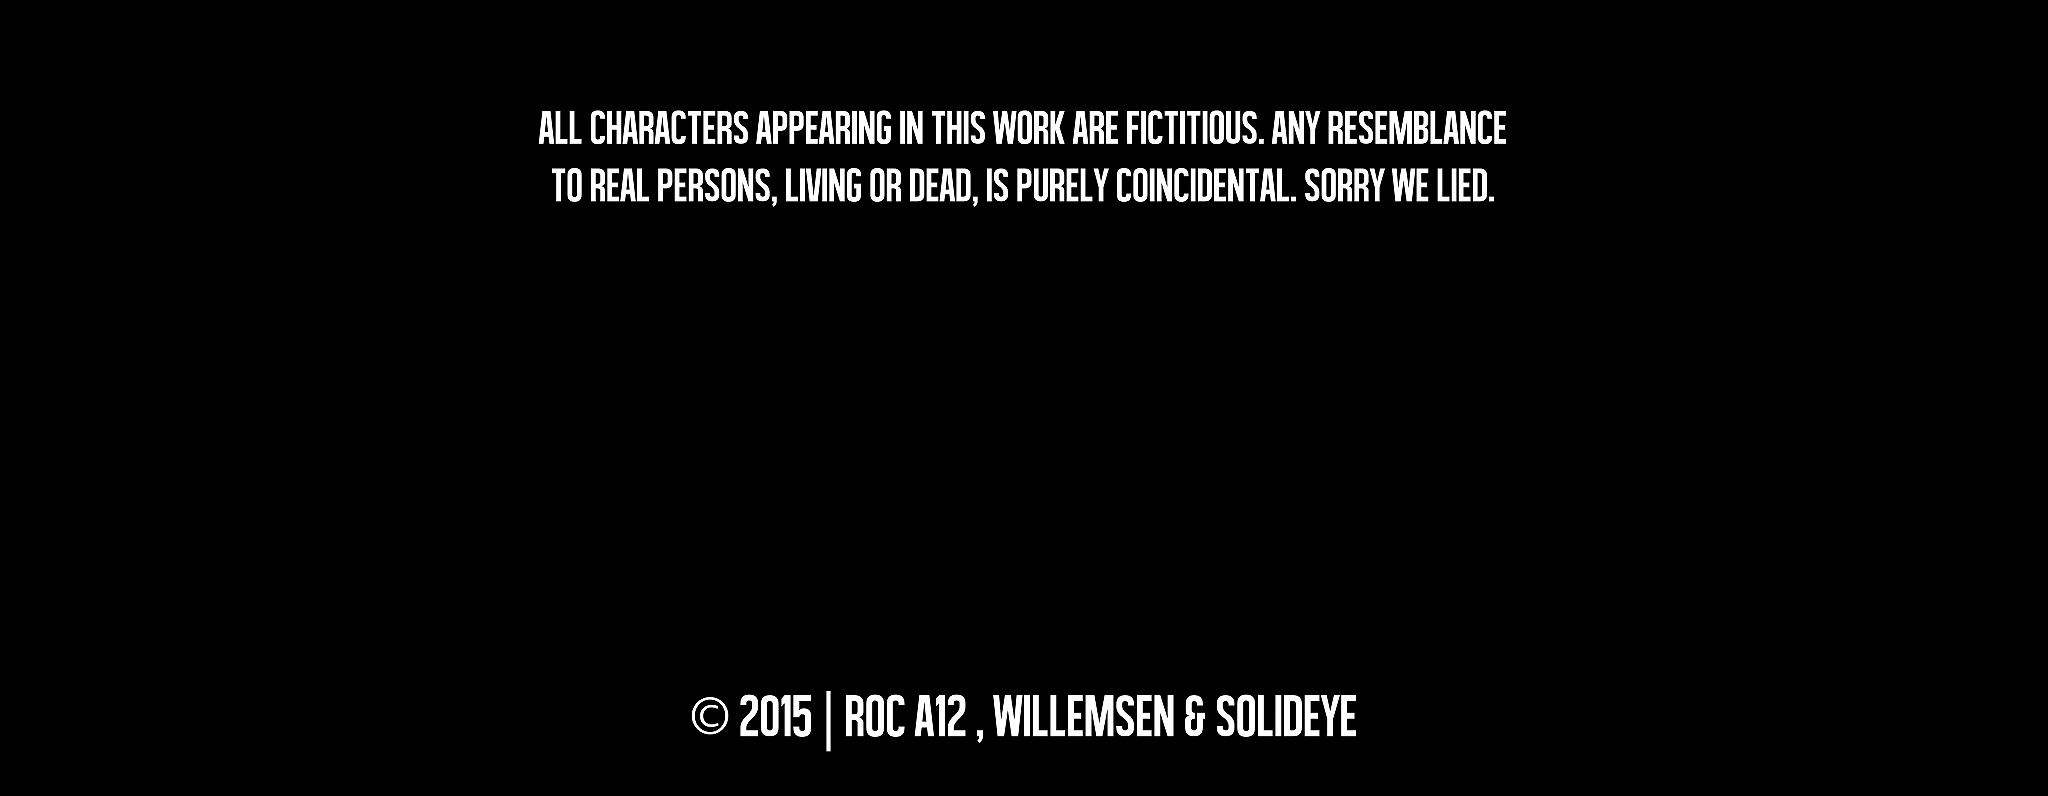 ALL CHARACTERS APPEARING IN THIS WORK ARE FICTITIOUS. ANY RESEMBLANCE
TO REAL PERSONS, LIVING OR DEAD, IS PURELY COINCIDENTAL. SORRY WE LIED.
© 2015 | ROC A12 , WILLEMSEN & SOLIDEYE